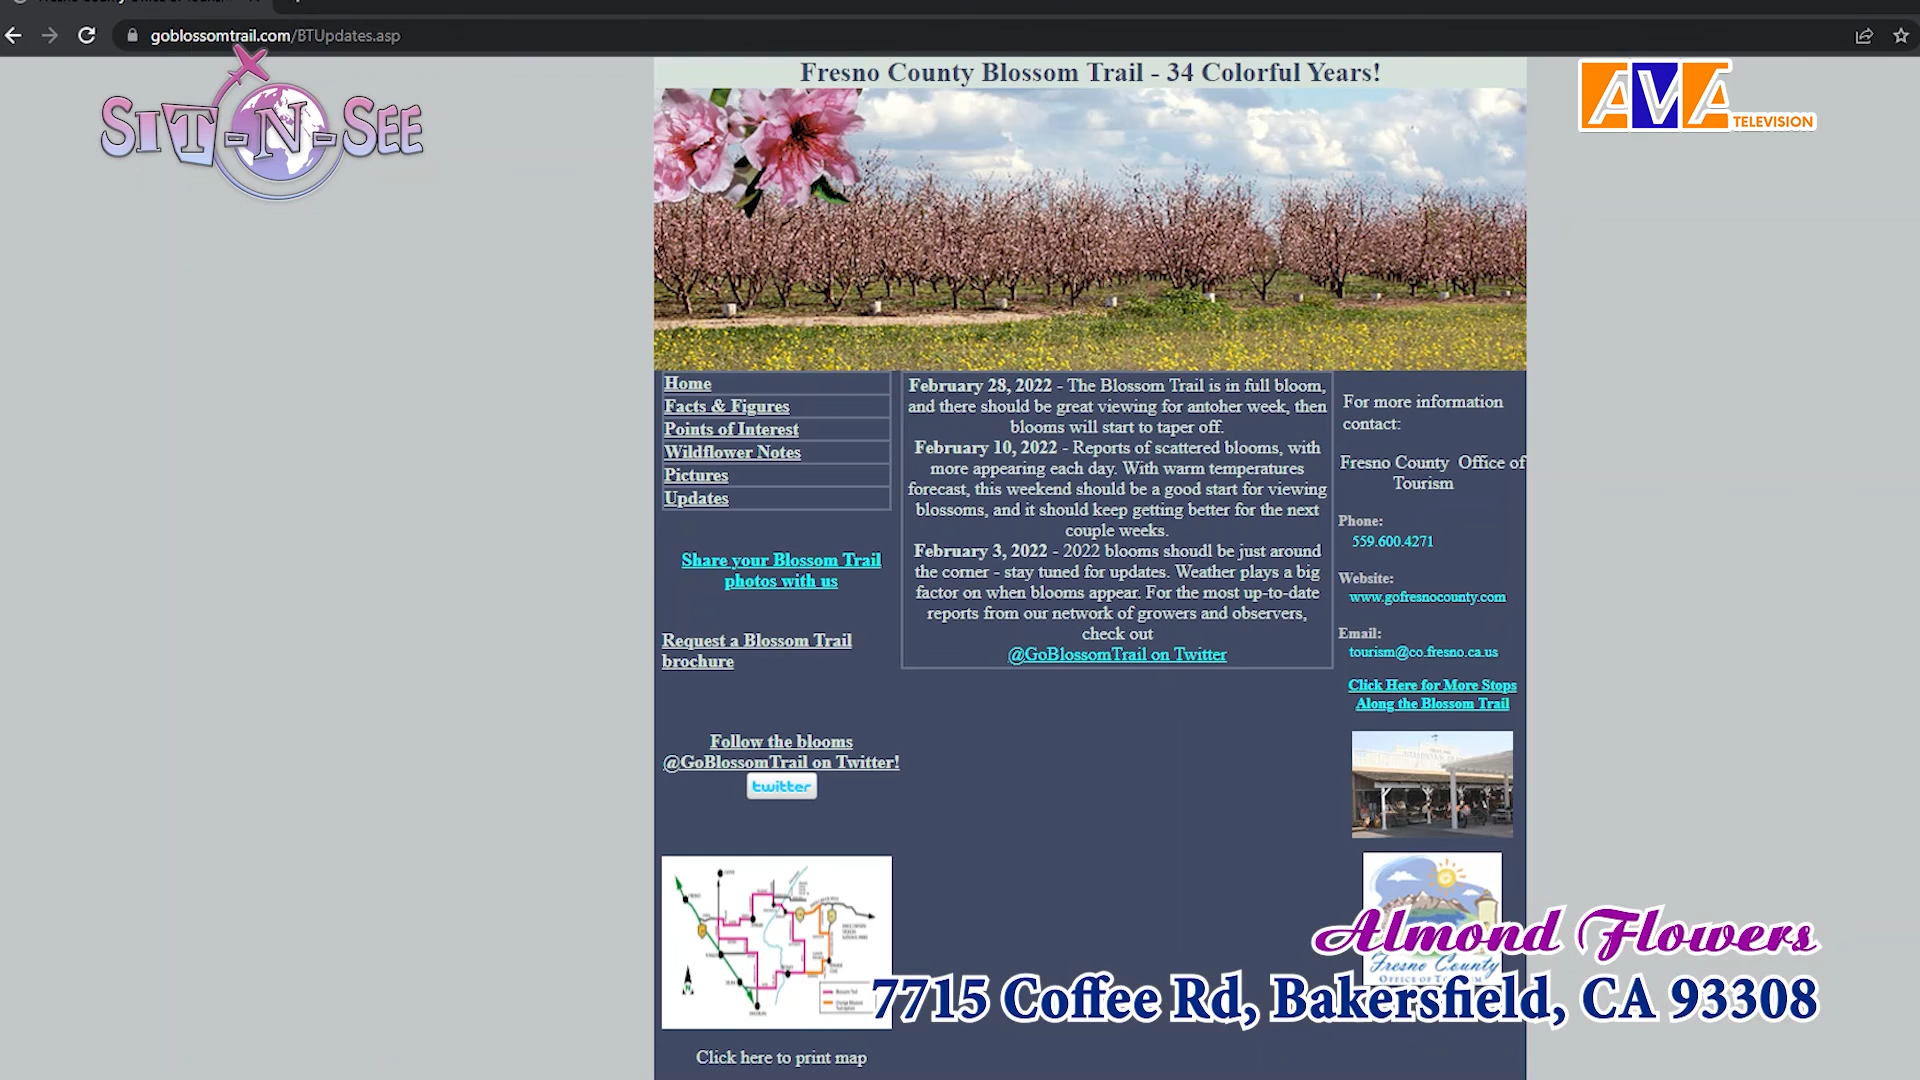 goblossomtrail.com/BTUpdates.asp
SIT-N-SEE
AVA TELEVISION
Fresno County Blossom Trail - 34 Colorful Years!
Home
Facts & Figures
Points of Interest
Wildflower Notes
Pictures
Updates
Share your Blossom Trail
photos with us
Request a Blossom Trail
brochure
Follow the blooms
@GoBlossomTrail on Twitter!
twitter
Click here to print map
February 28, 2022 - The Blossom Trail is in full bloom,
and there should be great viewing for antoher week, then
blooms will start to taper off.
February 10, 2022 - Reports of scattered blooms, with
more appearing each day. With warm temperatures
forecast, this weekend should be a good start for viewing
blossoms, and it should keep getting better for the next
couple weeks.
February 3, 2022 - 2022 blooms shoudl be just around
the corner - stay tuned for updates. Weather plays a big
factor on when blooms appear. For the most up-to-date
reports from our network of growers and observers,
check out
@GoBlossomTrail on Twitter
For more information
contact:
Fresno County Office of
Tourism
Phone:
559.600.4271
Website:
www.gofresnocounty.com
Email:
tourism@co.fresno.ca.us
Click Here for More Stops
Along the Blossom Trail
Fresno County
OFFICE OF TOURISM
Almond Flowers
7715 Coffee Rd, Bakersfield, CA 93308